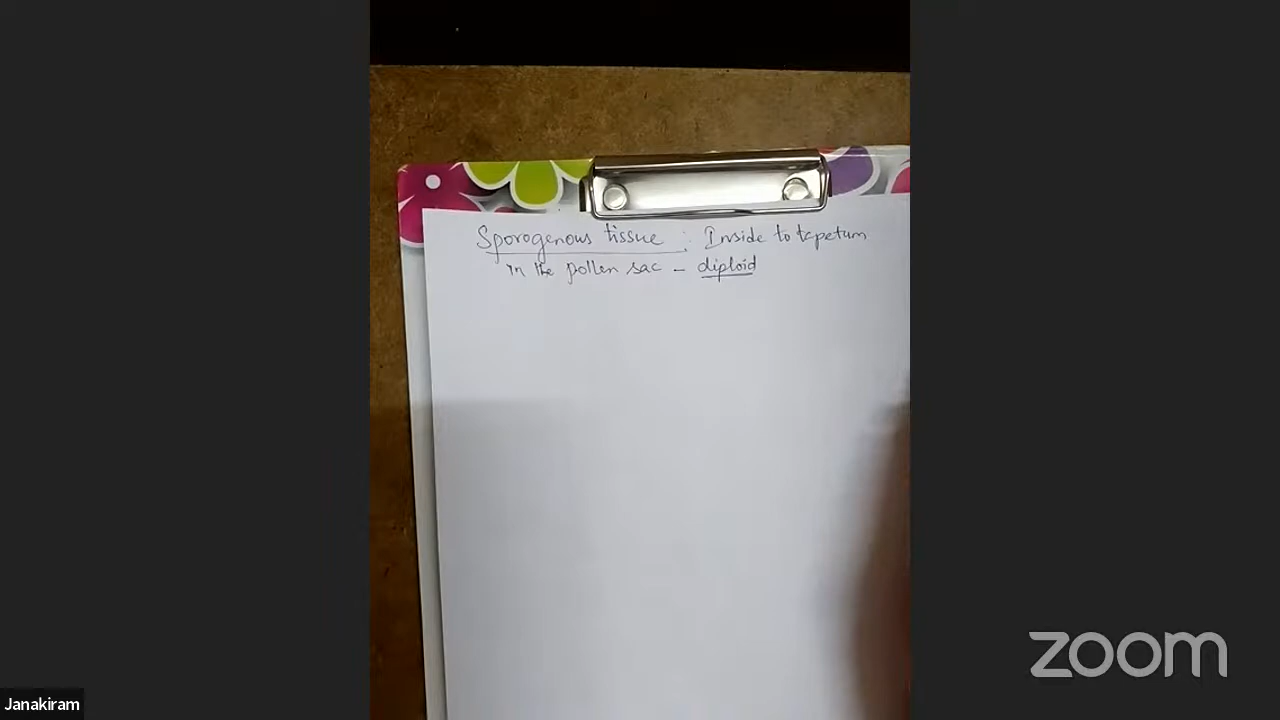 Sporogenous tissue : Inside to tapetum
in the pollen sac – diploid
zoom
Janakiram